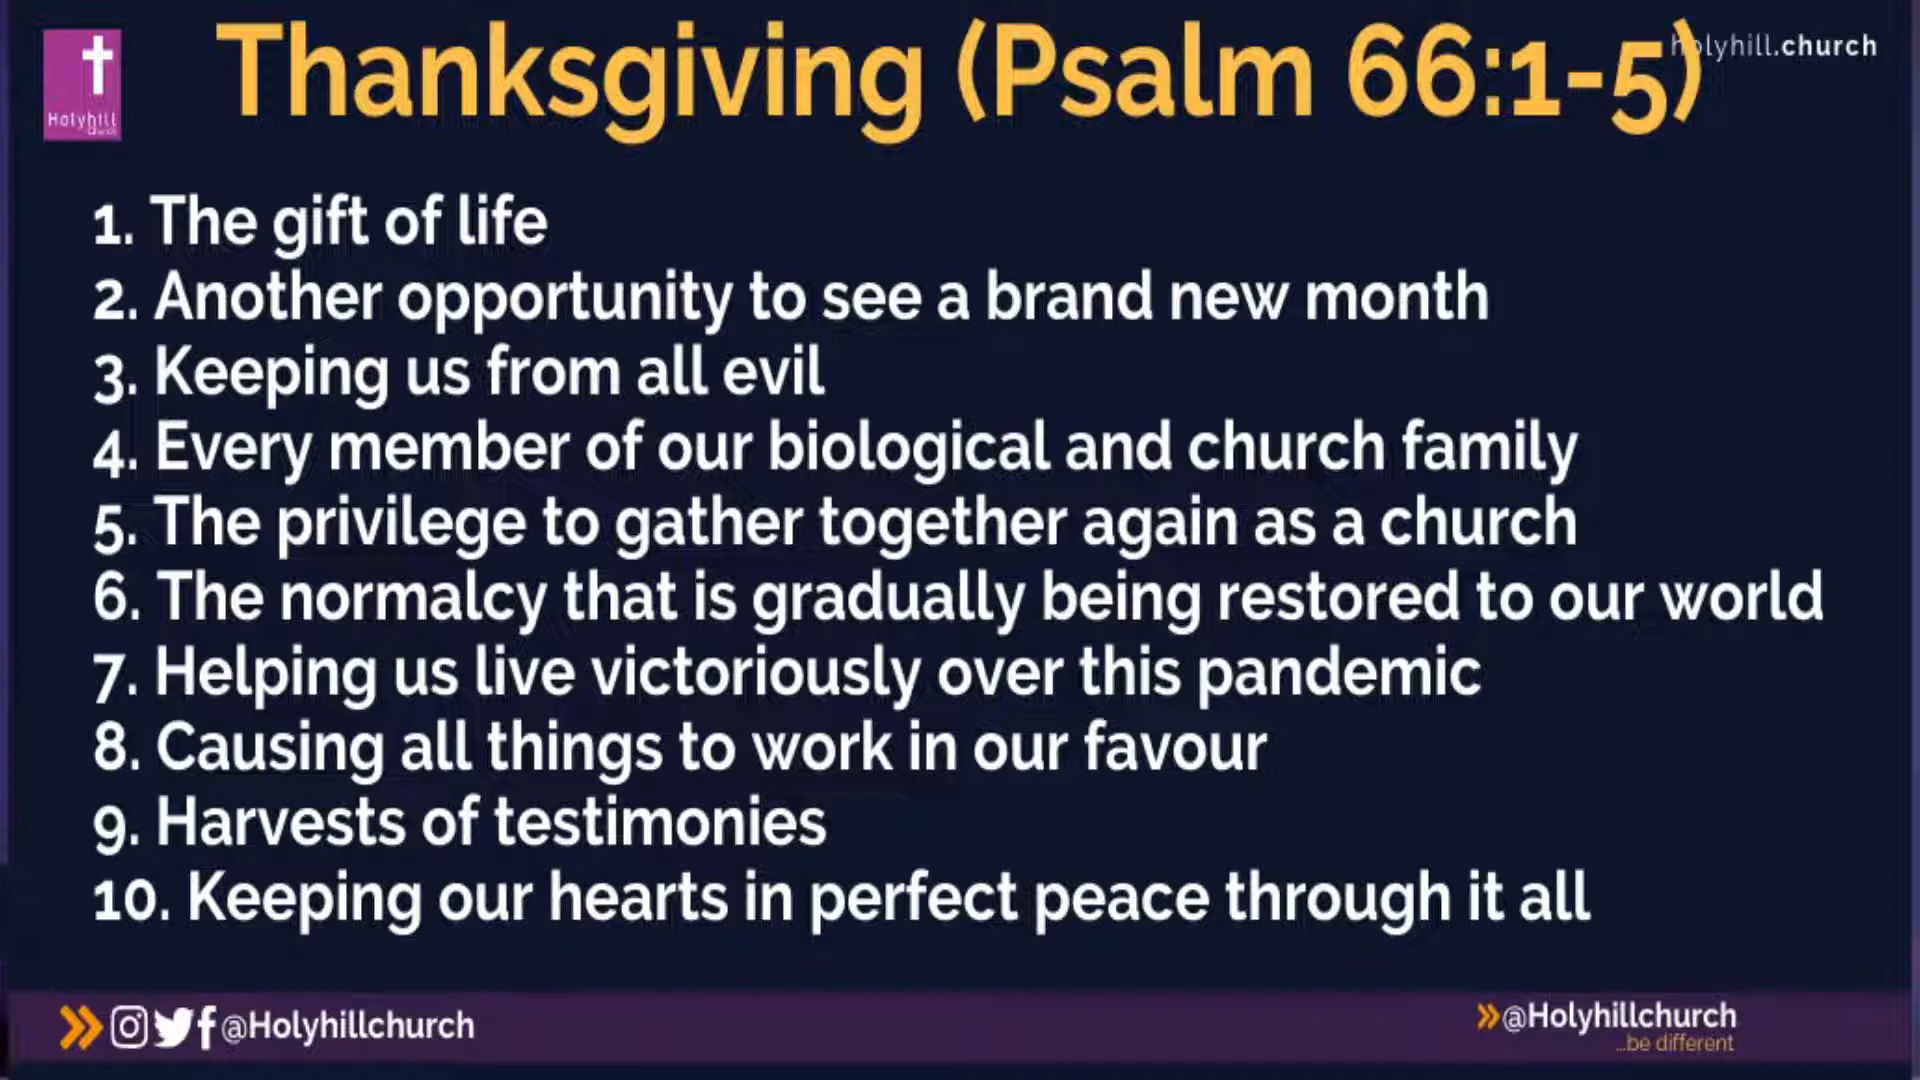 Thanksgiving (Psalm 66:1-5)
holyhill.church
Holyhill
Church
1. The gift of life
2. Another opportunity to see a brand new month
3. Keeping us from all evil
4. Every member of our biological and church family
5. The privilege to gather together again as a church
6. The normalcy that is gradually being restored to our world
7. Helping us live victoriously over this pandemic
8. Causing all things to work in our favour
9. Harvests of testimonies
10. Keeping our hearts in perfect peace through it all
@Holyhillchurch
@Holyhillchurch
...be different